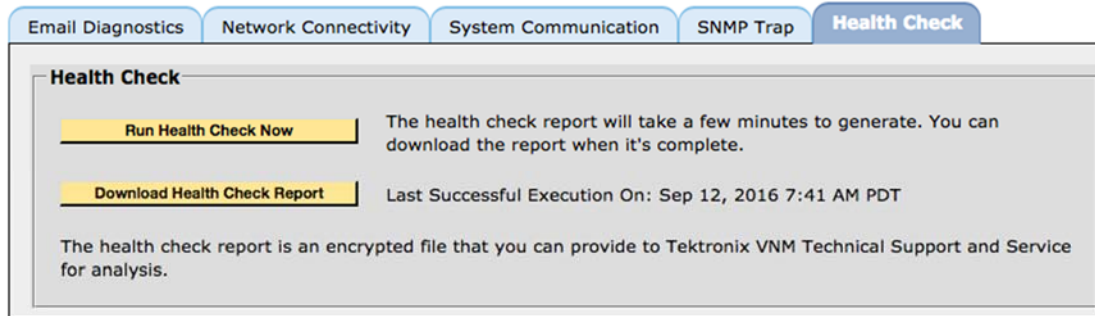 Email Diagnostics Network Connectivity System Communication SNMP Trap Health Check
Health Check
Run Health Check Now
The health check report will take a few minutes to generate. You can
download the report when it's complete.
Download Health Check Report
Last Successful Execution On: Sep 12, 2016 7:41 AM PDT
The health check report is an encrypted file that you can provide to Tektronix VNM Technical Support and Service
for analysis.